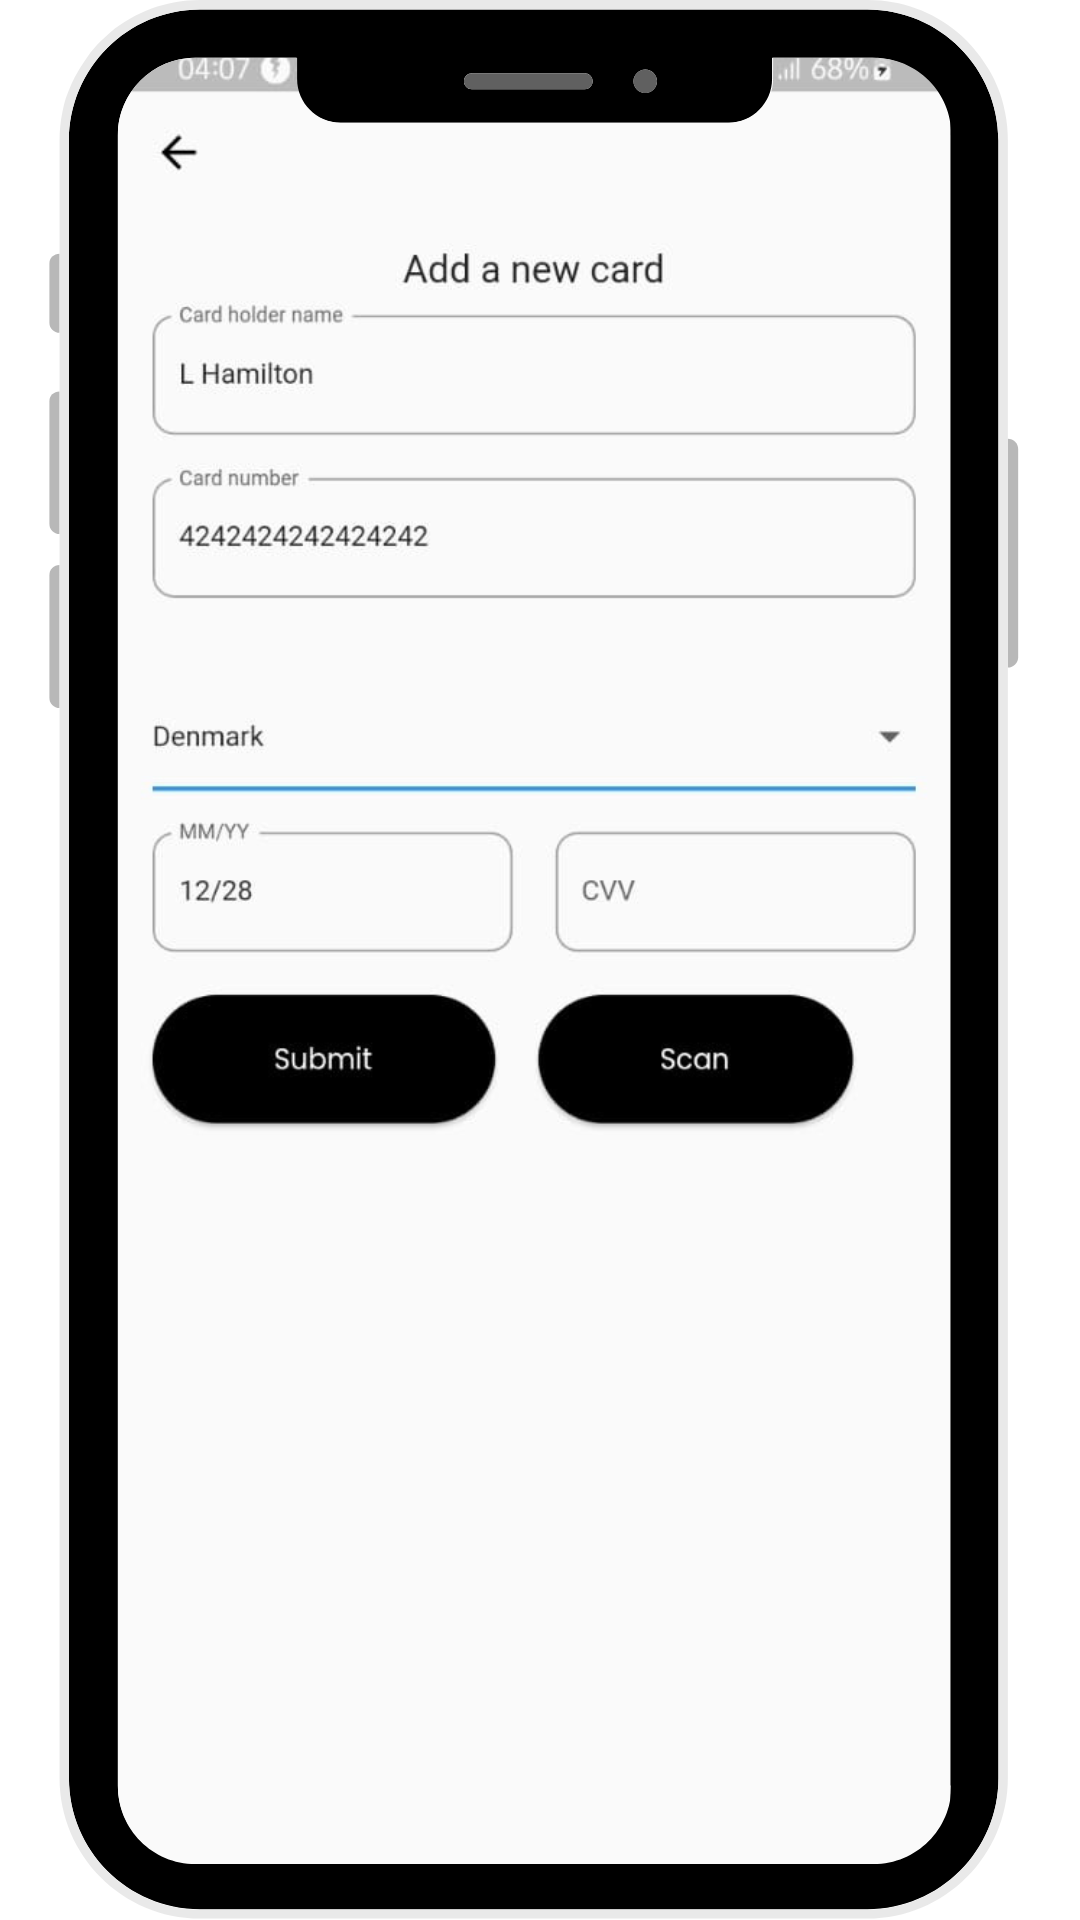 04:07 68%
Add a new card
Card holder name
L Hamilton
Card number
4242424242424242
Denmark
MM/YY
12/28 CVV
Submit Scan